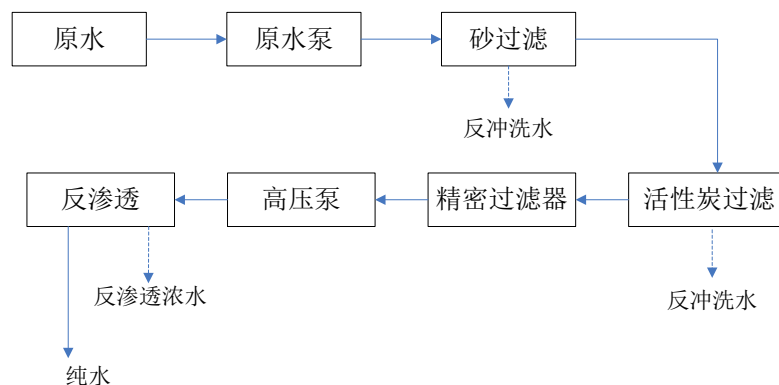 原水
原水泵
砂过滤
反冲洗水
反渗透
高压泵
精密过滤器
活性炭过滤
反渗透浓水
反冲洗水
纯水